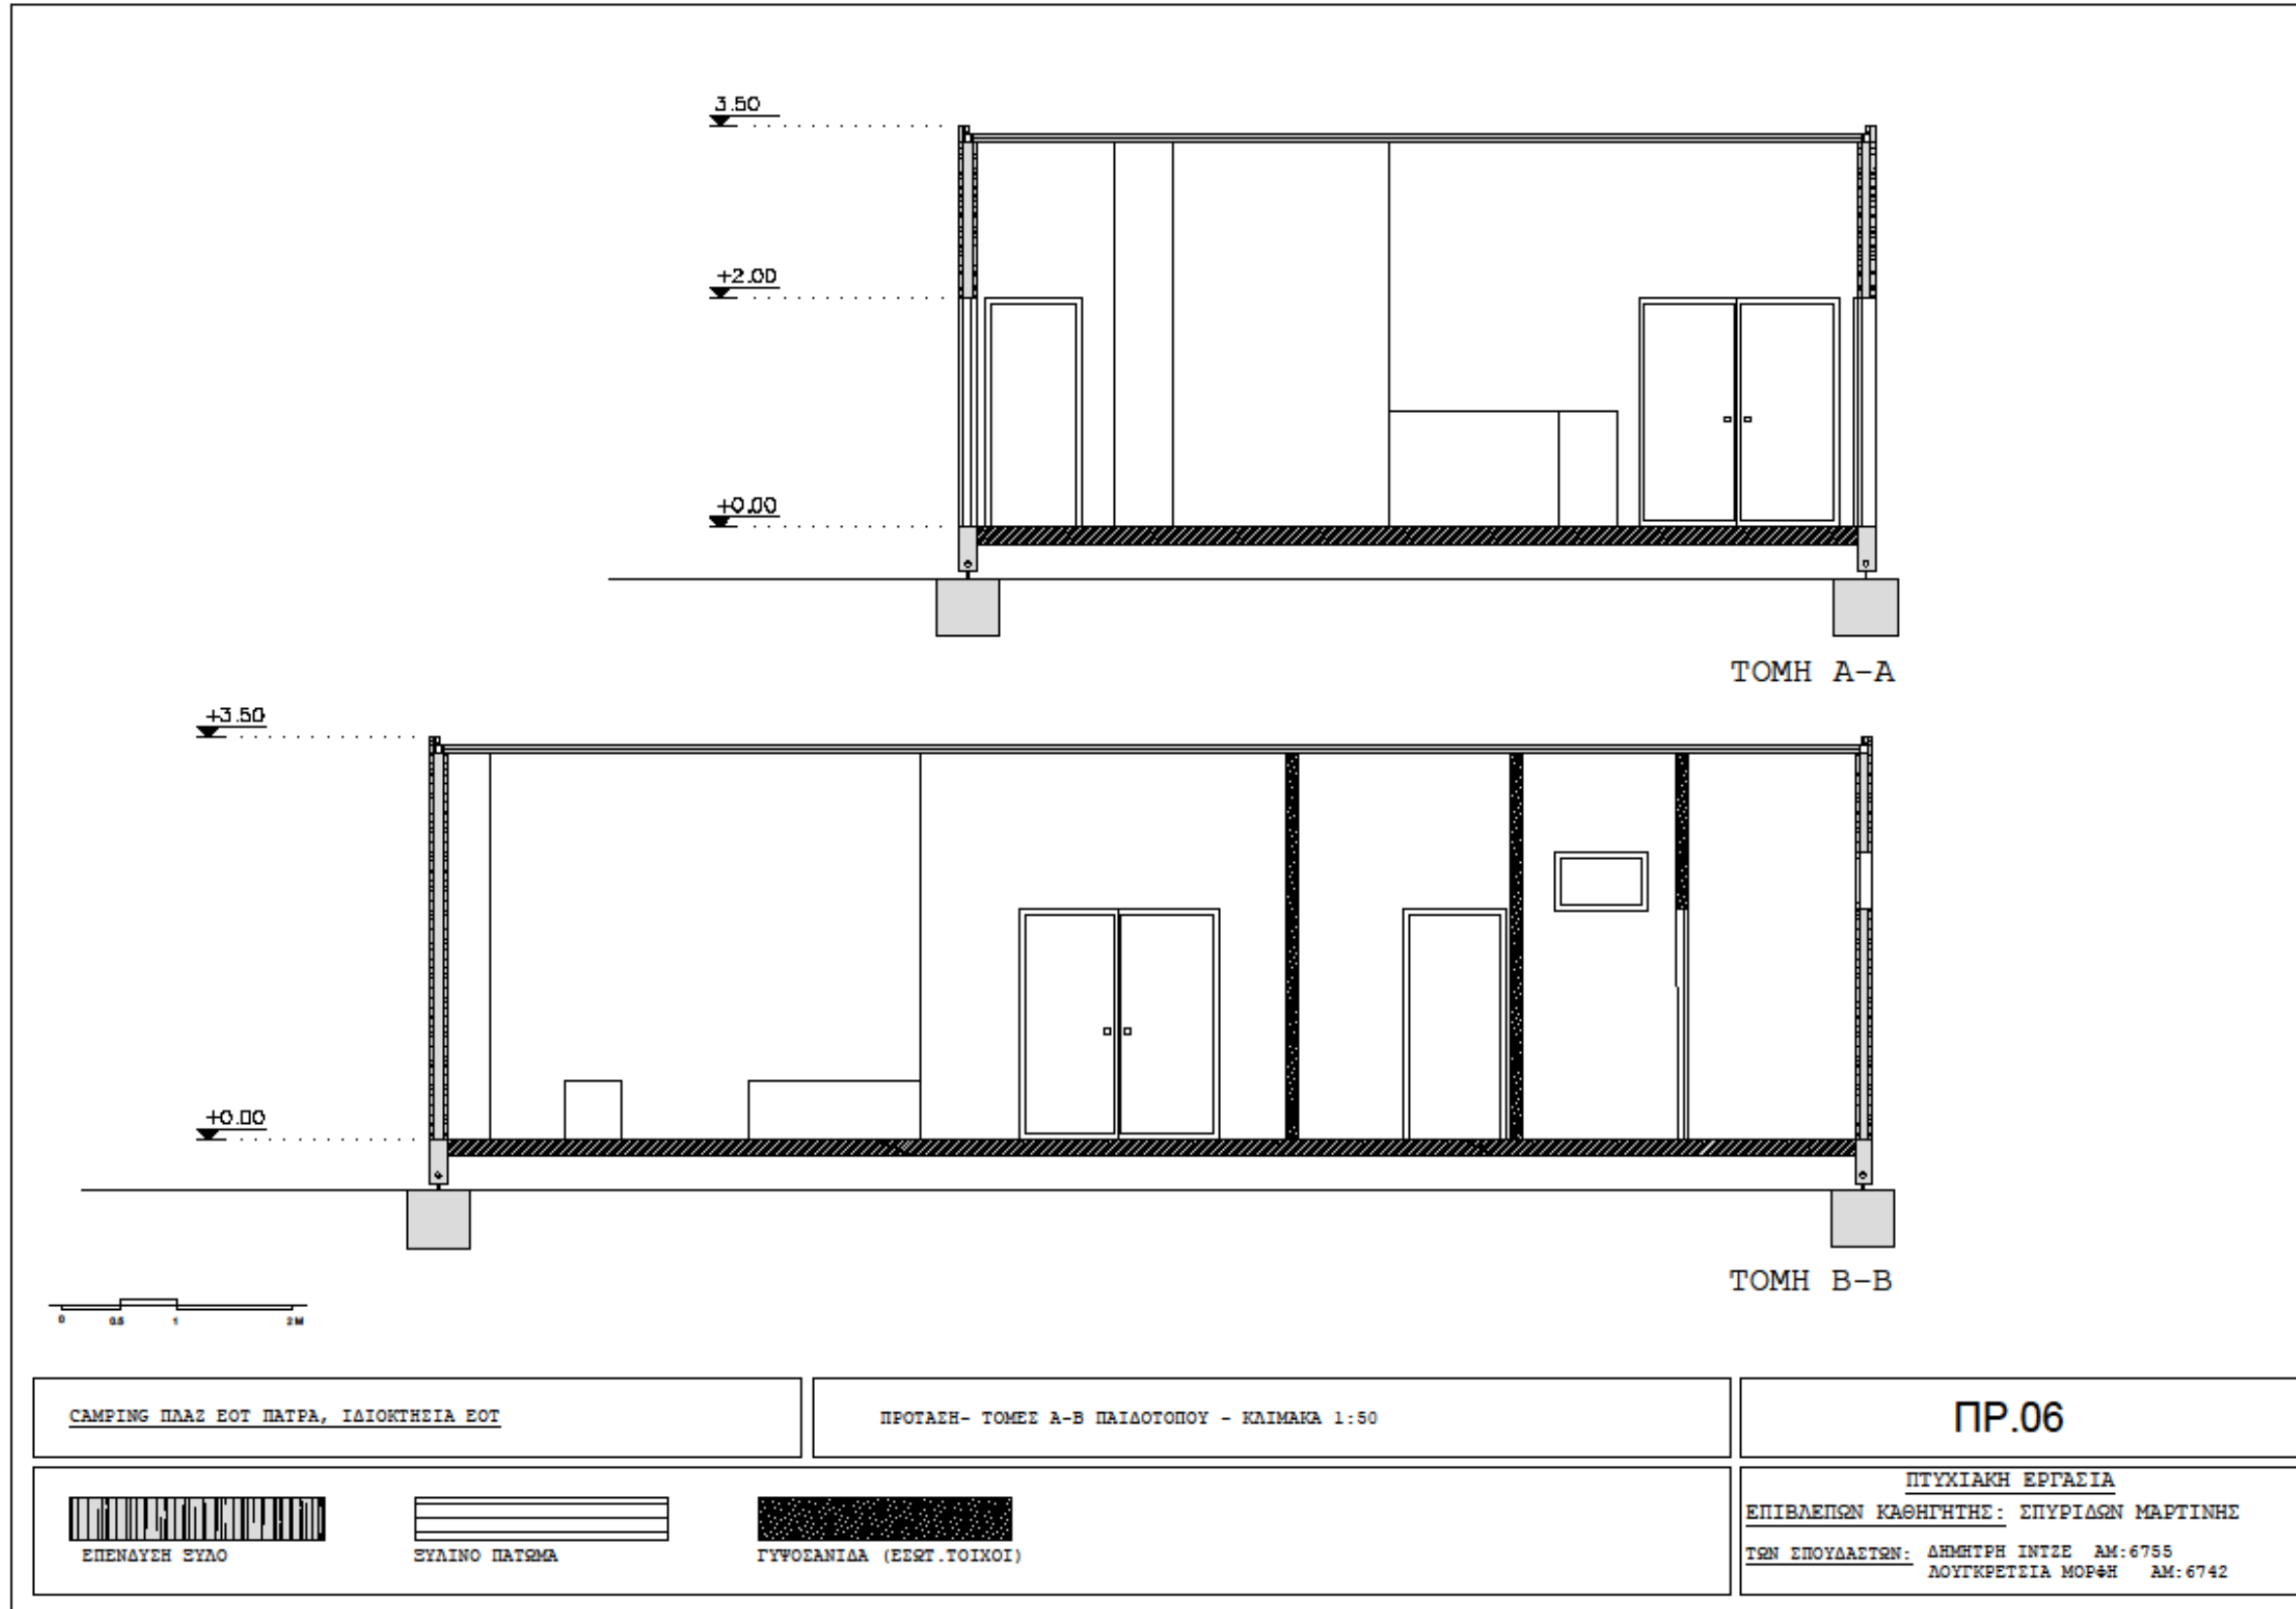 3.50
+2.00
+0.00
ΤΟΜΗ Α-Α
+3.50
+0.00
ΤΟΜΗ Β-Β
0 0.5 1 2M
CAMPING ΠΛΑΖ ΕΟΤ ΠΑΤΡΑ, ΙΔΙΟΚΤΗΣΙΑ ΕΟΤ
ΠΡΟΤΑΣΗ- ΤΟΜΕΣ Α-Β ΠΑΙΔΟΤΟΠΟΥ - ΚΛΙΜΑΚΑ 1:50
ΠΡ.06
ΕΠΕΝΔΥΣΗ ΞΥΛΟ
ΞΥΛΙΝΟ ΠΑΤΩΜΑ
ΓΥΨΟΣΑΝΙΔΑ (ΕΣΩΤ.ΤΟΙΧΟΙ)
ΠΤΥΧΙΑΚΗ ΕΡΓΑΣΙΑ
ΕΠΙΒΛΕΠΩΝ ΚΑΘΗΓΗΤΗΣ: ΣΠΥΡΙΔΩΝ ΜΑΡΤΙΝΗΣ
ΤΩΝ ΣΠΟΥΔΑΣΤΩΝ: ΔΗΜΗΤΡΗ ΙΝΤΖΕ ΑΜ:6755
ΛΟΥΓΚΡΕΤΣΙΑ ΜΟΡΦΗ ΑΜ:6742